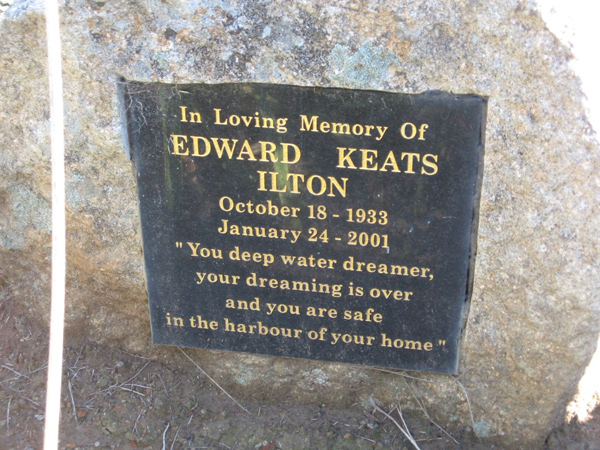 In Loving Memory Of
EDWARD KEATS
ILTON
October 18 - 1933
January 24 - 2001
" You deep water dreamer,
your dreaming is over
and you are safe
in the harbour of your home "